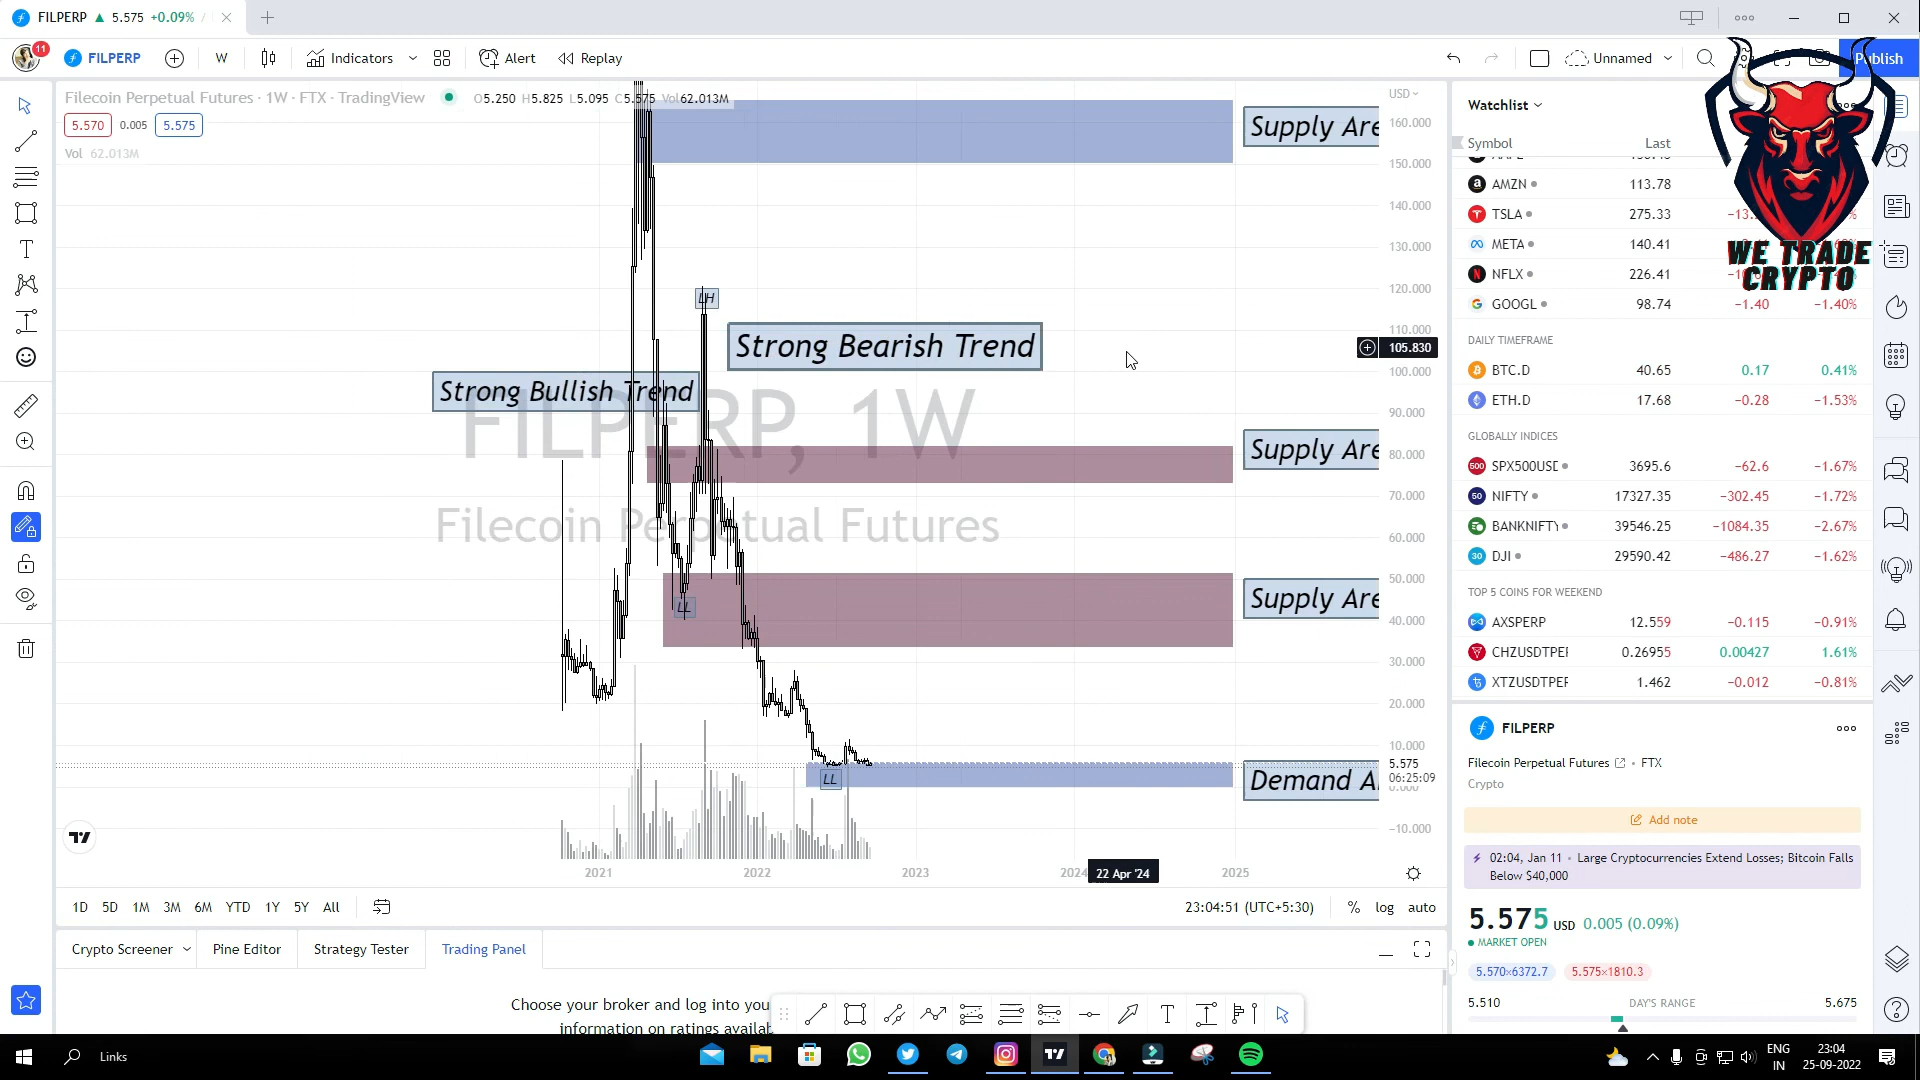 FILPERP ▲ 5.575 +0.09% /
11
FILPERP
W
Indicators
Alert
Replay
Unnamed
Publish
Filecoin Perpetual Futures · 1W · FTX · TradingView
O5.250 H5.825 L5.095 C5.575 Vol62.013M
5.570 0.005 5.575
Vol 62.013M
USD
160.000
150.000
140.000
130.000
120.000
110.000
105.830
100.000
90.000
80.000
70.000
60.000
50.000
40.000
30.000
20.000
10.000
5.575
06:25:09
0.000
−10.000
Supply Are
LH
Strong Bearish Trend
Strong Bullish Trend
FILPERP, 1W
Supply Are
Filecoin Perpetual Futures
Supply Are
LL
LL
Demand A
2021 2022 2023 2024 22 Apr '24 2025
1D 5D 1M 3M 6M YTD 1Y 5Y All
23:04:51 (UTC+5:30) % log auto
Crypto Screener Pine Editor Strategy Tester Trading Panel
Choose your broker and log into you
information on ratings availab
Watchlist
Symbol Last
AMZN 113.78
TSLA 275.33
META 140.41
NFLX 226.41
GOOGL 98.74 −1.40 −1.40%
WE TRADE
CRYPTO
DAILY TIMEFRAME
BTC.D 40.65 0.17 0.41%
ETH.D 17.68 −0.28 −1.53%
GLOBALLY INDICES
SPX500USD 3695.6 −62.6 −1.67%
NIFTY 17327.35 −302.45 −1.72%
BANKNIFTY 39546.25 −1084.35 −2.67%
DJI 29590.42 −486.27 −1.62%
TOP 5 COINS FOR WEEKEND
AXSPERP 12.559 −0.115 −0.91%
CHZUSDTPER 0.26955 0.00427 1.61%
XTZUSDTPER 1.462 −0.012 −0.81%
FILPERP
Filecoin Perpetual Futures • FTX
Crypto
Add note
02:04, Jan 11 • Large Cryptocurrencies Extend Losses; Bitcoin Falls
Below $40,000
5.575 USD 0.005 (0.09%)
MARKET OPEN
5.570×6372.7 5.575×1810.3
5.510 DAY'S RANGE 5.675
Links
ENG
IN
23:04
25-09-2022